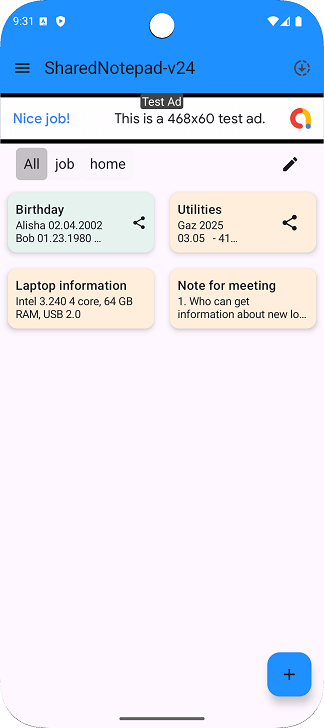 9:31
SharedNotepad-v24
Test Ad
Nice job! This is a 468x60 test ad.
All job home
Birthday
Alisha 02.04.2002
Bob 01.23.1980 ...
Utilities
Gaz 2025
03.05 - 41...
Laptop information
Intel 3.240 4 core, 64 GB
RAM, USB 2.0
Note for meeting
1. Who can get
information about new lo...